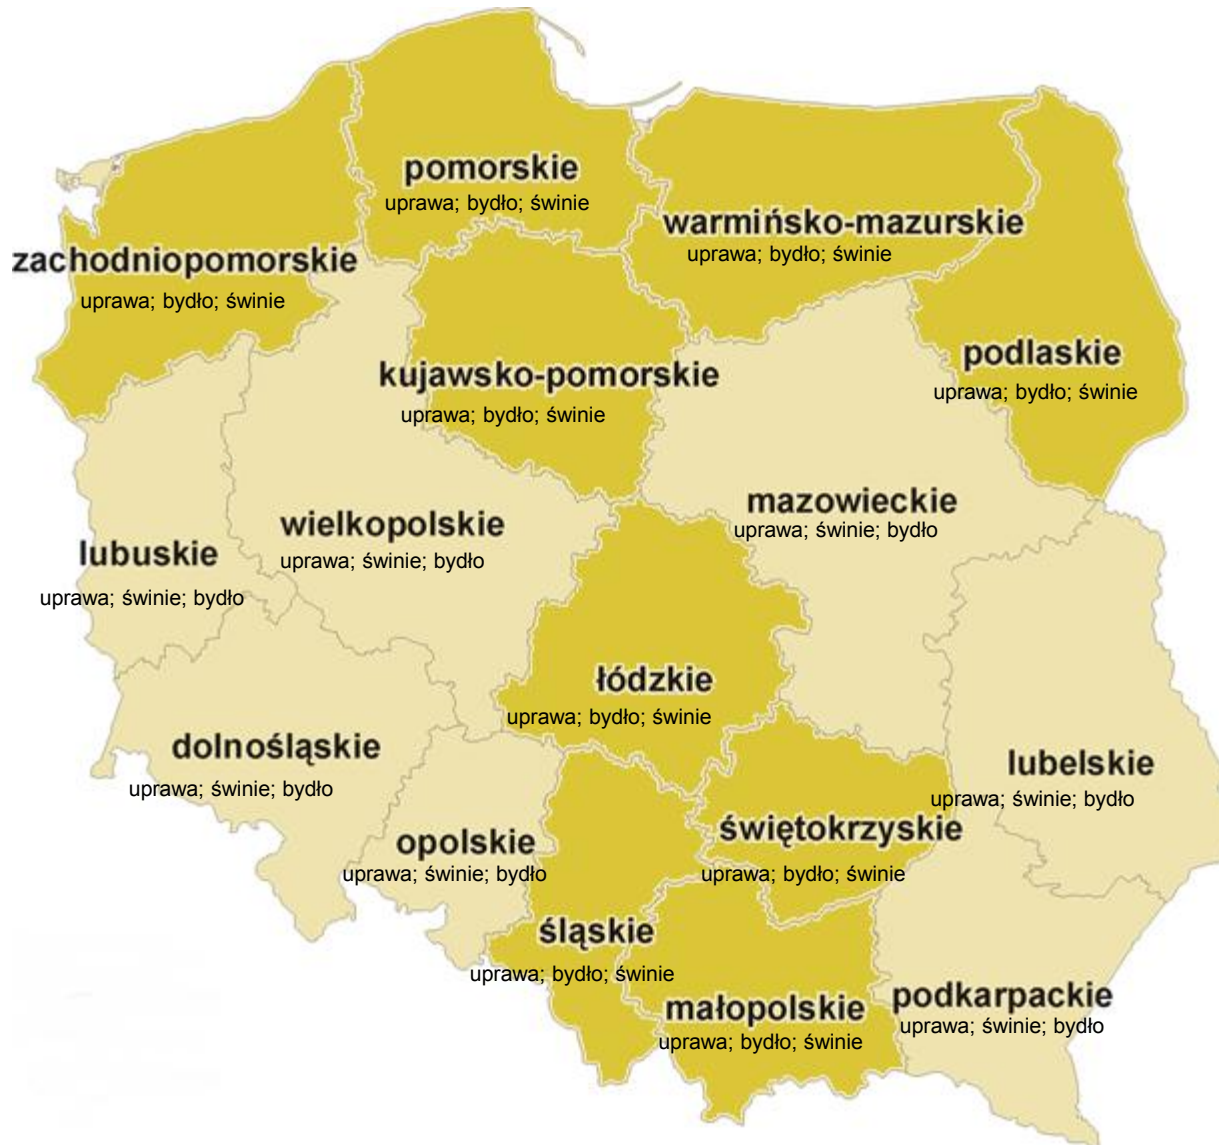 pomorskie
uprawa; bydło; świnie
warmińsko-mazurskie
uprawa; bydło; świnie
zachodniopomorskie
uprawa; bydło; świnie
podlaskie
uprawa; bydło; świnie
kujawsko-pomorskie
uprawa; bydło; świnie
mazowieckie
uprawa; świnie; bydło
wielkopolskie
uprawa; świnie; bydło
lubuskie
uprawa; świnie; bydło
łódzkie
uprawa; bydło; świnie
dolnośląskie
uprawa; świnie; bydło
lubelskie
uprawa; świnie; bydło
opolskie
uprawa; świnie; bydło
świętokrzyskie
uprawa; bydło; świnie
śląskie
uprawa; bydło; świnie
małopolskie
uprawa; bydło; świnie
podkarpackie
uprawa; świnie; bydło